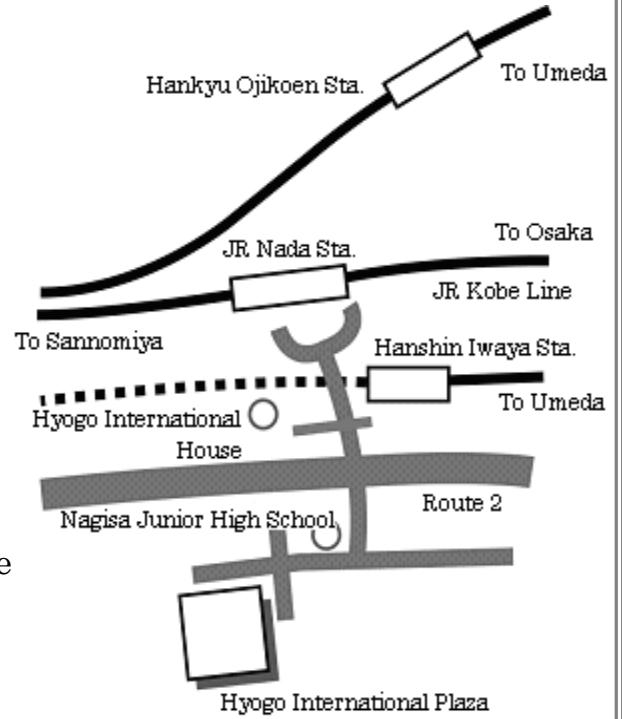 To Umeda
Hankyu Ojikoen Sta.
To Osaka
JR Nada Sta.
JR Kobe Line
To Sannomiya
Hanshin Iwaya Sta.
To Umeda
Hyogo International
House
Route 2
Nagisa Junior High School
e
Hyogo International Plaza